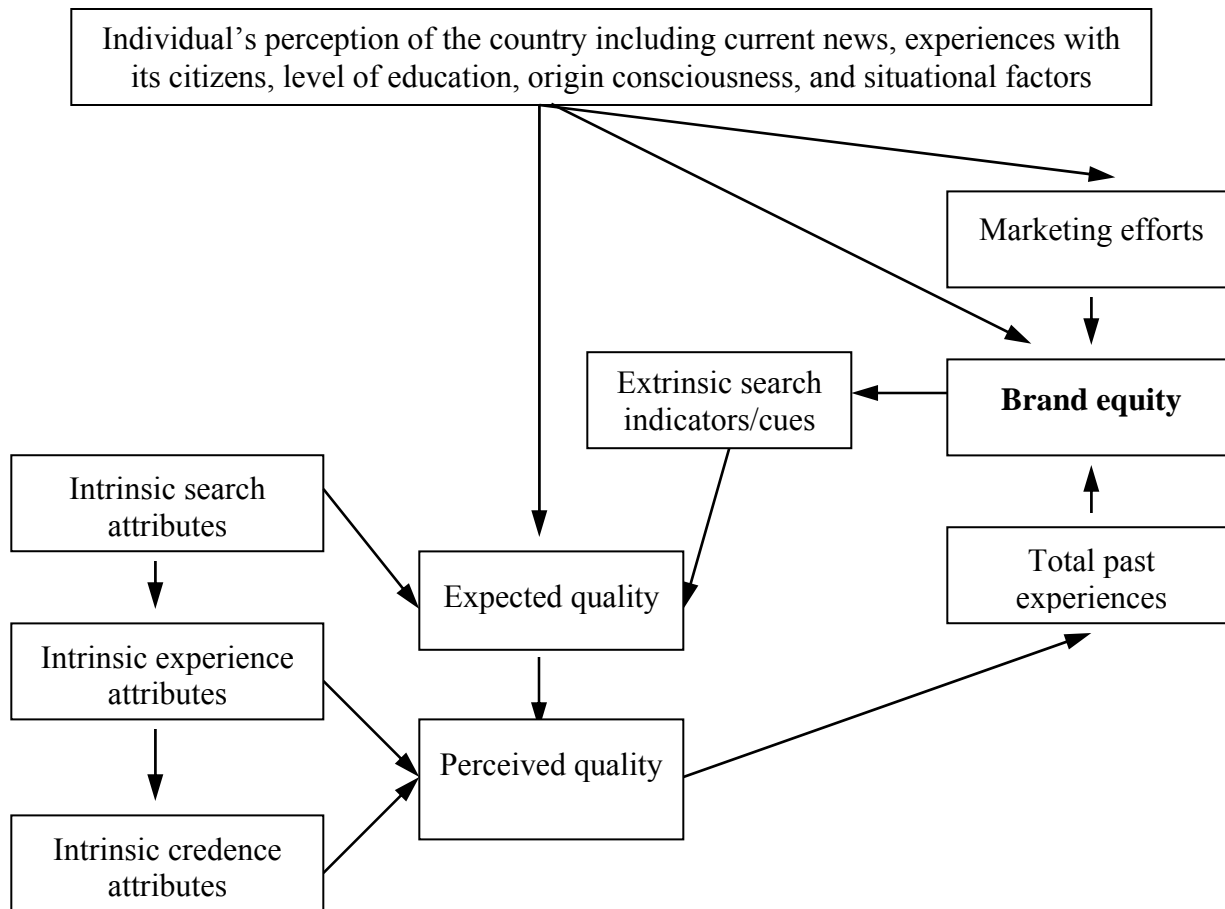 Individual’s perception of the country including current news, experiences with
its citizens, level of education, origin consciousness, and situational factors
Marketing efforts
Extrinsic search
indicators/cues
Brand equity
Intrinsic search
attributes
Expected quality
Total past
experiences
Intrinsic experience
attributes
Perceived quality
Intrinsic credence
attributes